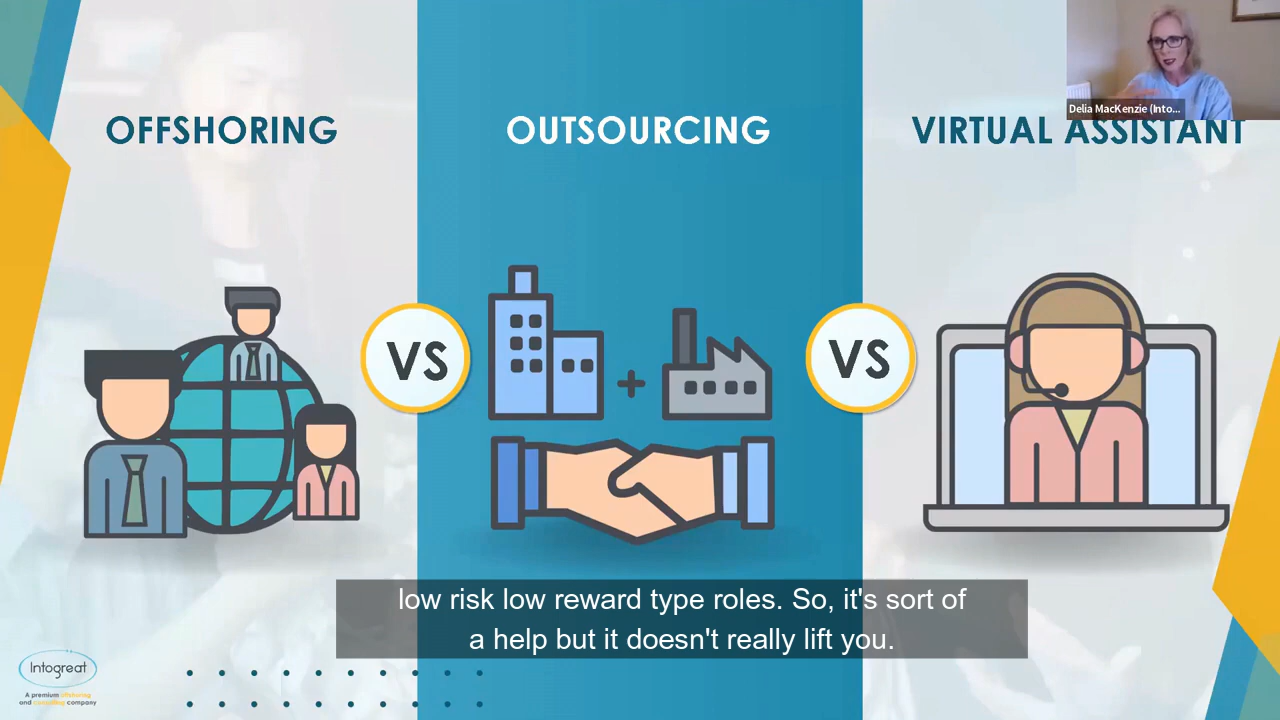 Delia MacKenzie (Into...
OFFSHORING
OUTSOURCING
VIRTUAL ASSISTANT
VS
VS
low risk low reward type roles. So, it's sort of
a help but it doesn't really lift you.
Intogreat
A premium offshoring
and consulting company